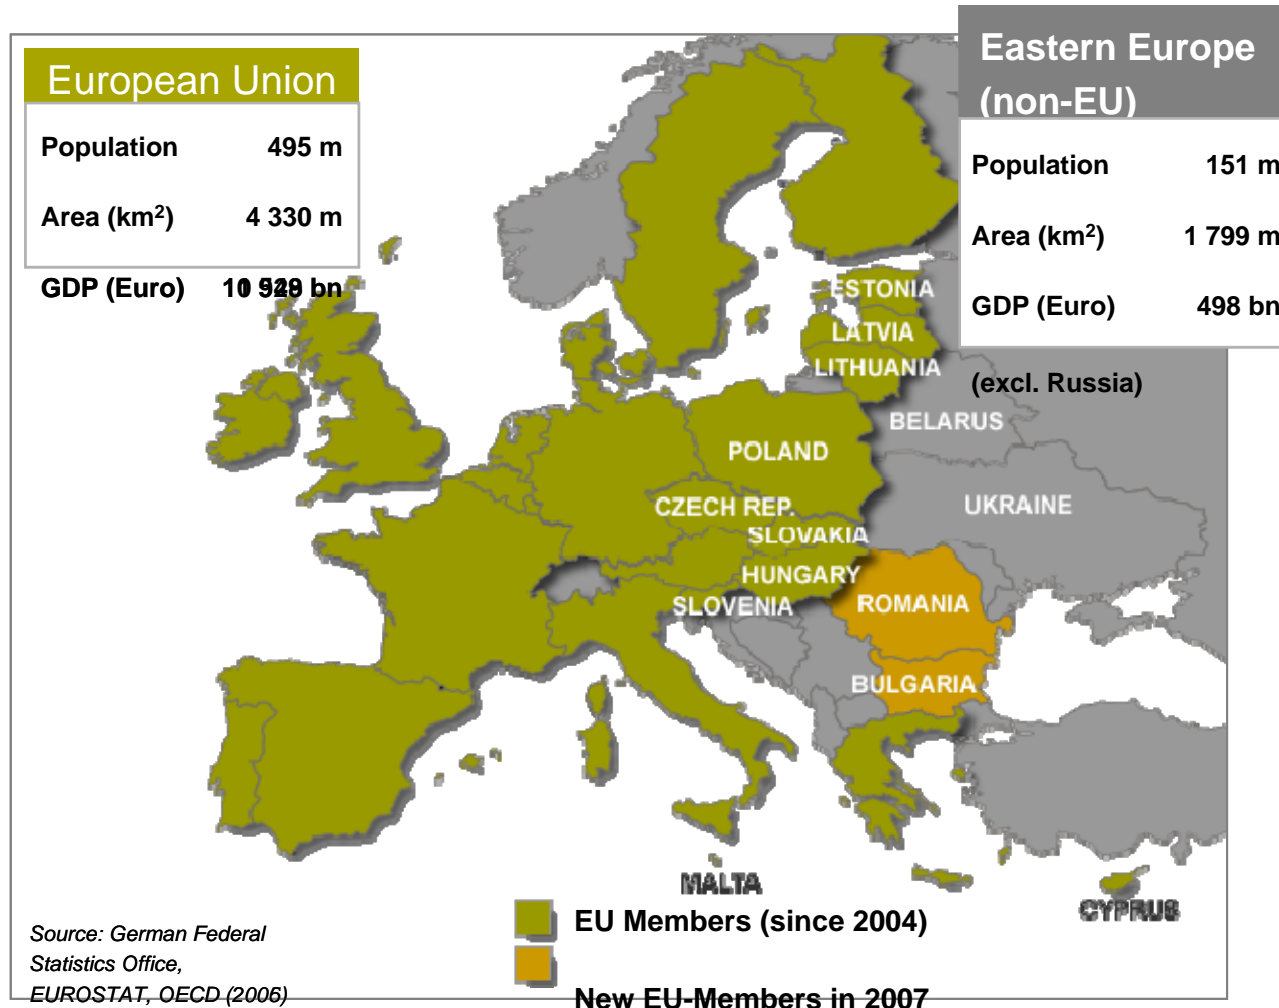 European Union
Population 495 m
Area (km²) 4 330 m
GDP (Euro) bn
Eastern Europe
(non-EU)
Population 151 m
Area (km²) 1 799 m
GDP (Euro) 498 bn
(excl. Russia)
ESTONIA
LATVIA
LITHUANIA
BELARUS
POLAND
UKRAINE
CZECH REP.
SLOVAKIA
HUNGARY
SLOVENIA
ROMANIA
BULGARIA
MALTA
CYPRUS
EU Members (since 2004)
New EU-Members in 2007
Source: German Federal
Statistics Office,
EUROSTAT, OECD (2006)